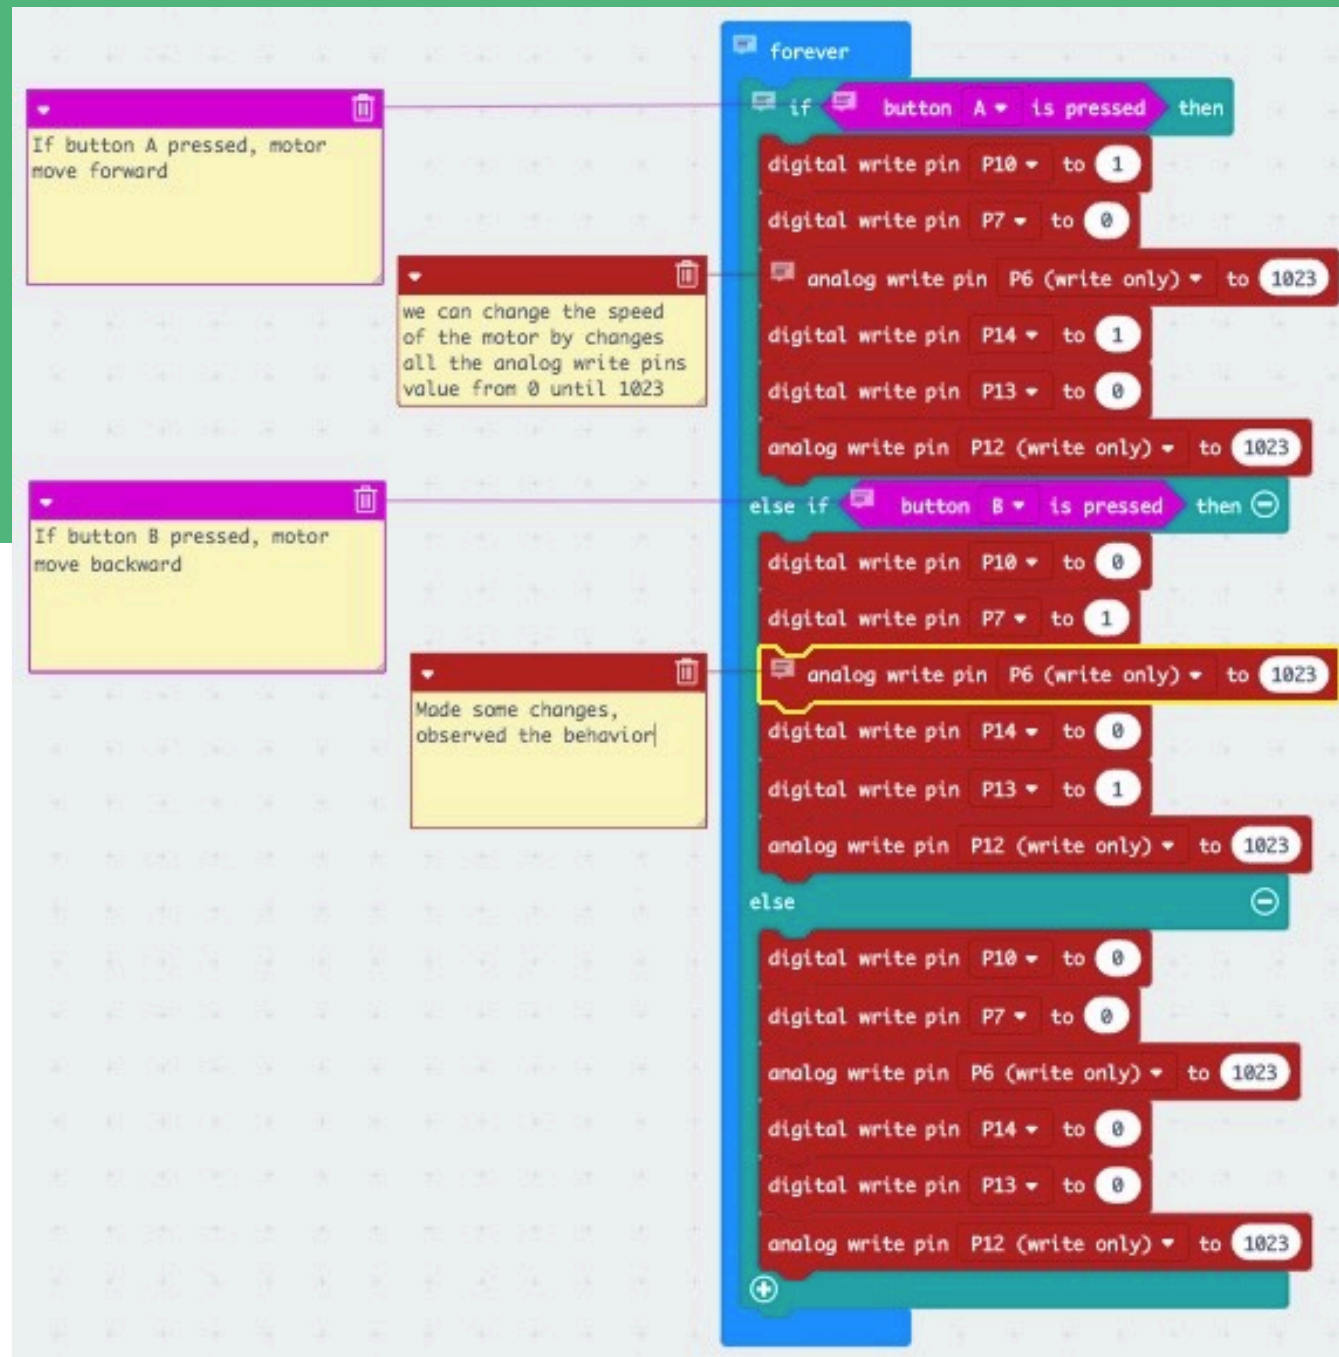 forever
if button A is pressed then
If button A pressed, motor
move forward
digital write pin P10 to 1
digital write pin P7 to 0
analog write pin P6 (write only) to 1023
we can change the speed
of the motor by changes
all the analog write pins
value from 0 until 1023
digital write pin P14 to 1
digital write pin P13 to 0
analog write pin P12 (write only) to 1023
else if button B is pressed then
If button B pressed, motor
move backward
digital write pin P10 to 0
digital write pin P7 to 1
analog write pin P6 (write only) to 1023
Made some changes,
observed the behavior
digital write pin P14 to 0
digital write pin P13 to 1
analog write pin P12 (write only) to 1023
else
digital write pin P10 to 0
digital write pin P7 to 0
analog write pin P6 (write only) to 1023
digital write pin P14 to 0
digital write pin P13 to 0
analog write pin P12 (write only) to 1023